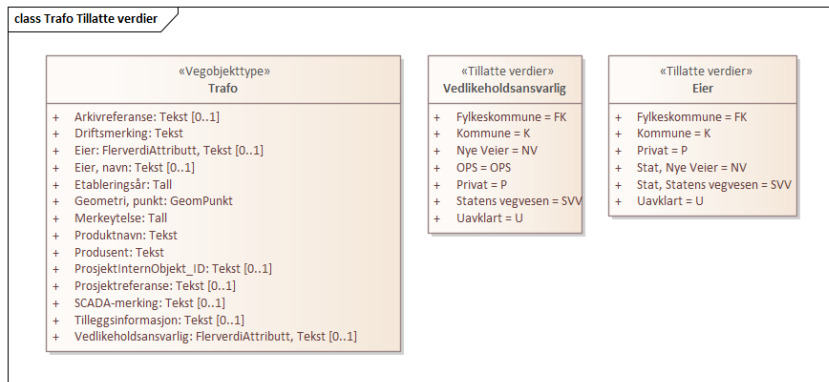 class Trafo Tillatte verdier
«Vegobjekttype»
Trafo
+ Arkivreferanse: Tekst [0..1]
+ Driftsmerking: Tekst
+ Eier: FlerverdiAttributt, Tekst [0..1]
+ Eier, navn: Tekst [0..1]
+ Etableringsår: Tall
+ Geometri, punkt: GeomPunkt
+ Merkeytelse: Tall
+ Produktnavn: Tekst
+ Produsent: Tekst
+ ProsjektInternObjekt_ID: Tekst [0..1]
+ Prosjektreferanse: Tekst [0..1]
+ SCADA-merking: Tekst [0..1]
+ Tilleggsinformasjon: Tekst [0..1]
+ Vedlikeholdsansvarlig: FlerverdiAttributt, Tekst [0..1]
«Tillatte verdier»
Vedlikeholdsansvarlig
+ Fylkeskommune = FK
+ Kommune = K
+ Nye Veier = NV
+ OPS = OPS
+ Privat = P
+ Statens vegvesen = SVV
+ Uavklart = U
«Tillatte verdier»
Eier
+ Fylkeskommune = FK
+ Kommune = K
+ Privat = P
+ Stat, Nye Veier = NV
+ Stat, Statens vegvesen = SVV
+ Uavklart = U